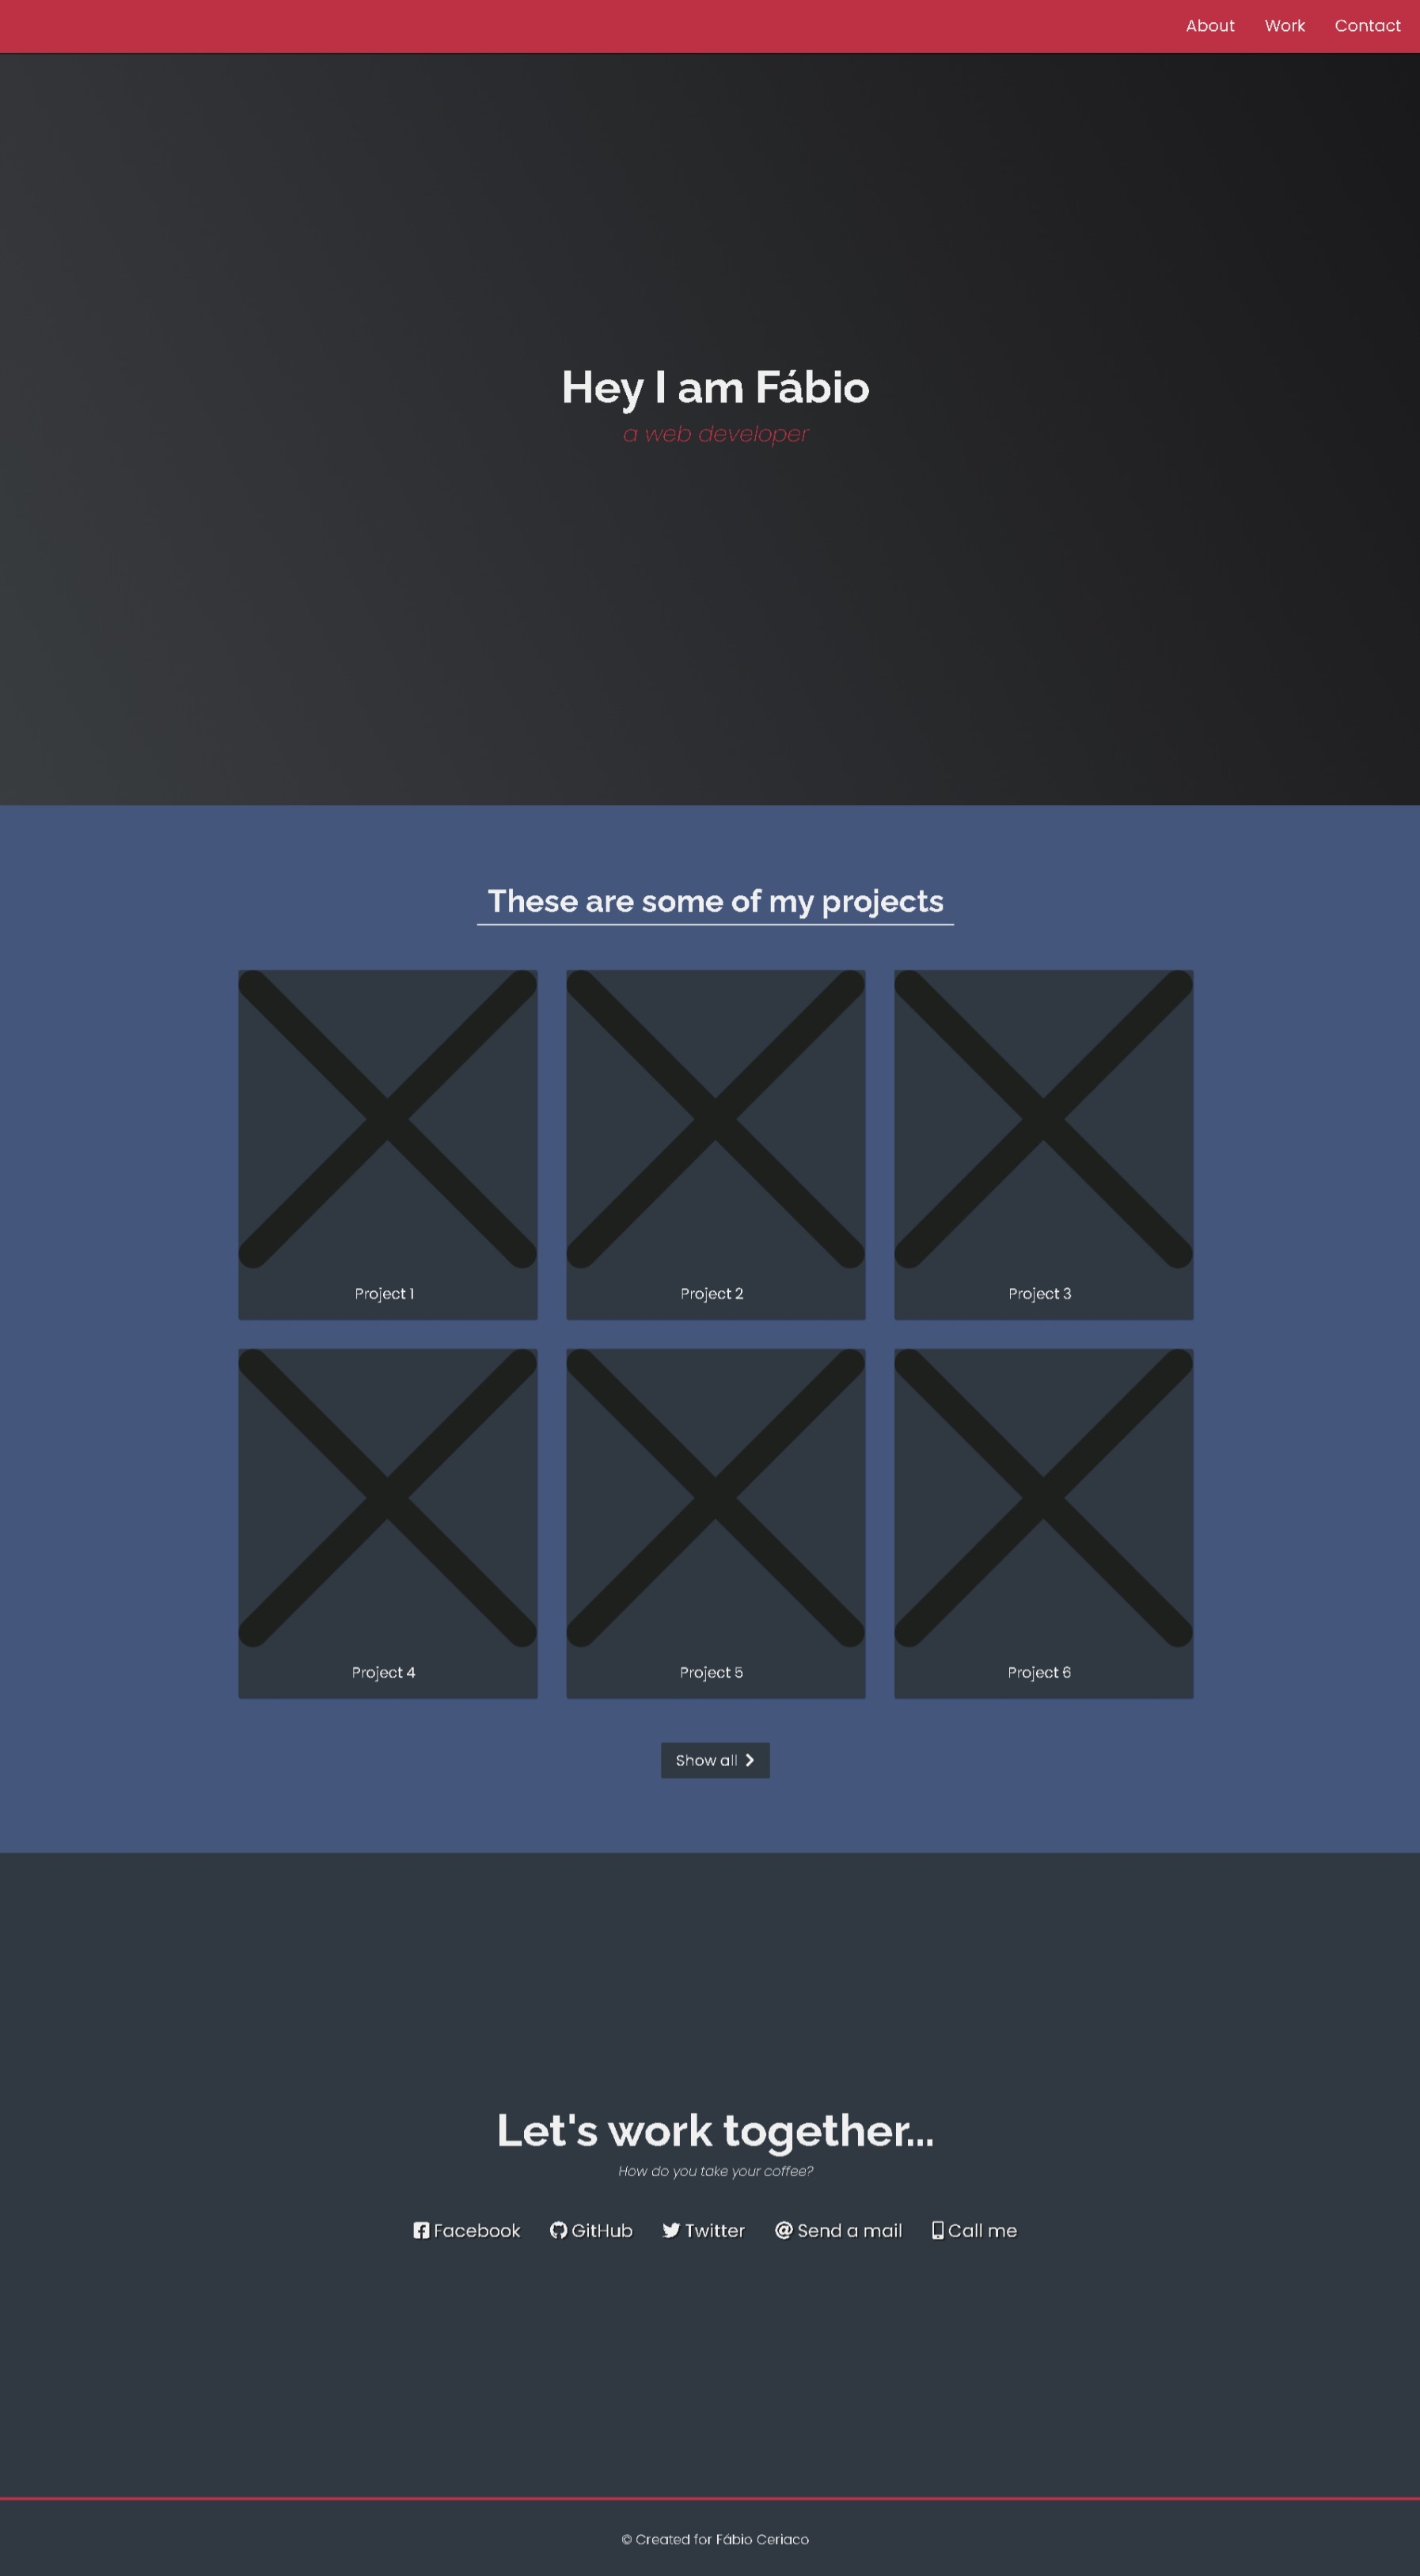 About Work Contact
Hey I am Fábio
a web developer
These are some of my projects
Project 1
Project 2
Project 3
Project 4
Project 5
Project 6
Show all
Let's work together...
How do you take your coffee?
Facebook GitHub Twitter Send a mail Call me
© Created for Fábio Ceriaco